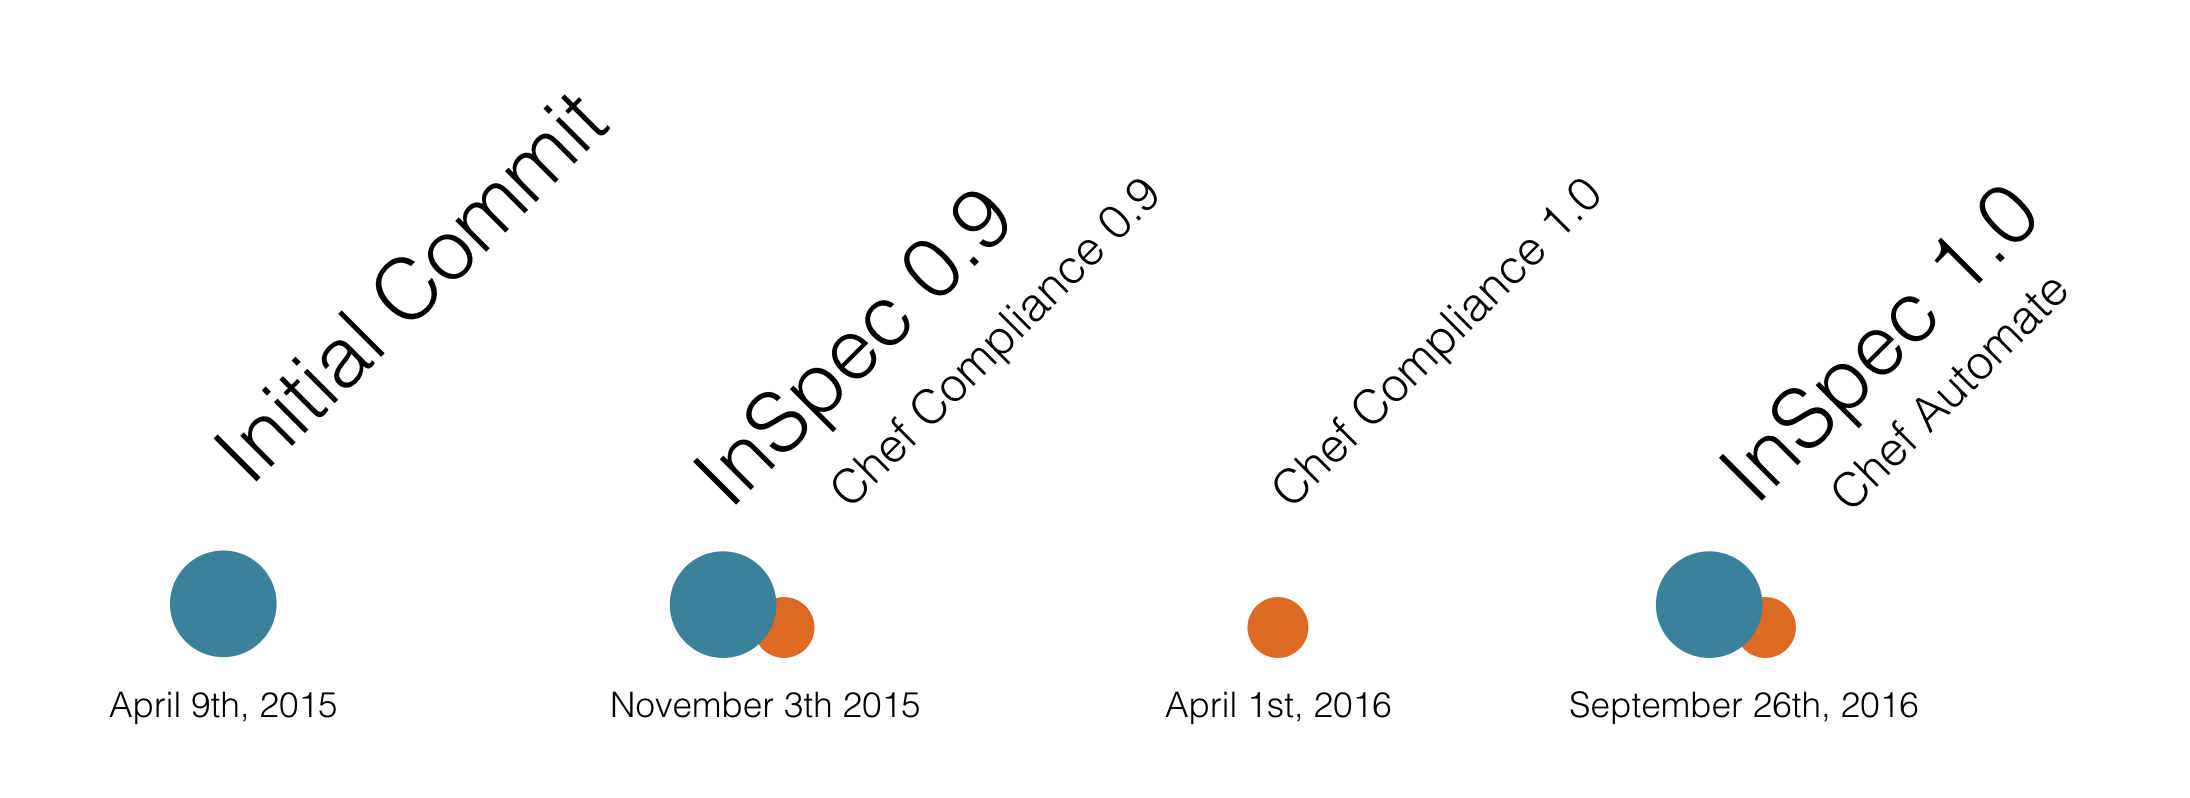 Initial Commit
April 9th, 2015
InSpec 0.9
Chef Compliance 0.9
November 3th 2015
Chef Compliance 1.0
April 1st, 2016
InSpec 1.0
Chef Automate
September 26th, 2016